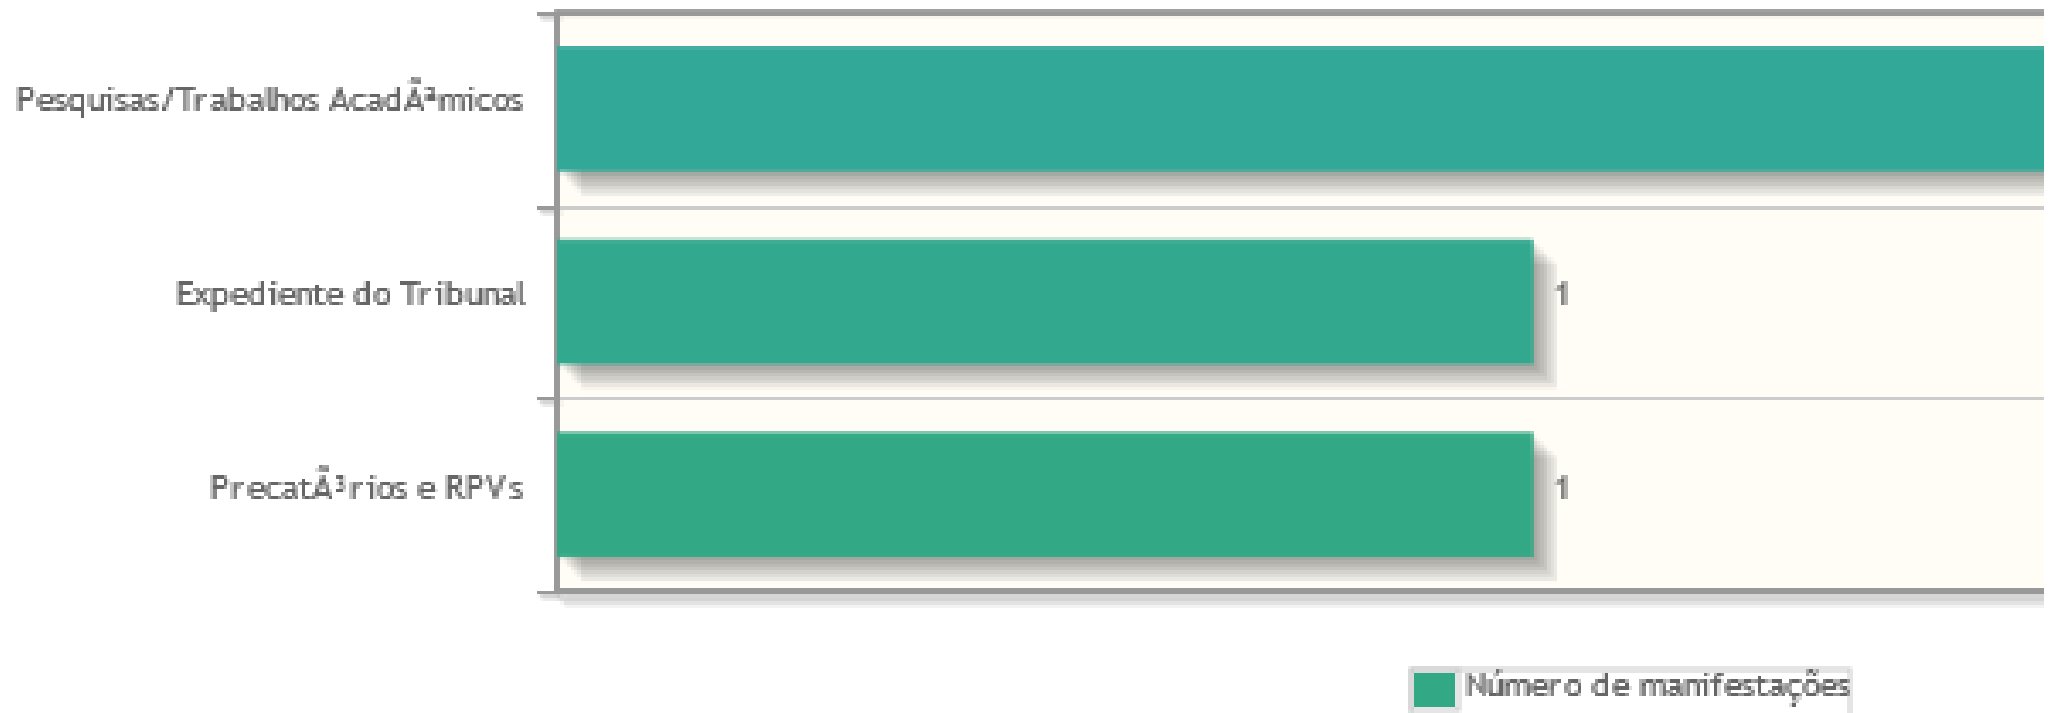 Pesquisas/Trabalhos AcadÃªmicos
Expediente do Tribunal
1
PrecatÃ³rios e RPVs
1
Número de manifestações